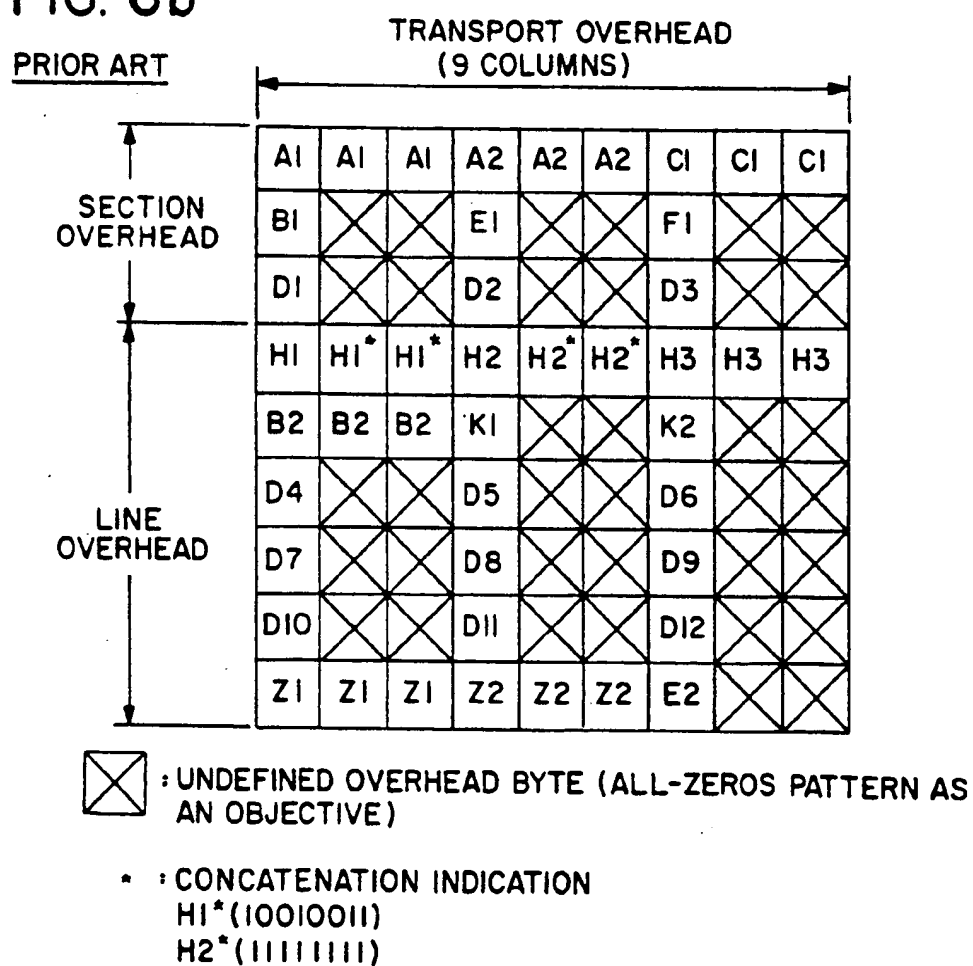 FIG. 6b
PRIOR ART
TRANSPORT OVERHEAD
(9 COLUMNS)
SECTION
OVERHEAD
LINE
OVERHEAD
A1 A1 A1 A2 A2 A2 C1 C1 C1
B1 E1 F1
D1 D2 D3
H1 H1* H1* H2 H2* H2* H3 H3 H3
B2 B2 B2 K1 K2
D4 D5 D6
D7 D8 D9
D10 D11 D12
Z1 Z1 Z1 Z2 Z2 Z2 E2
: UNDEFINED OVERHEAD BYTE (ALL-ZEROS PATTERN AS
AN OBJECTIVE)
* : CONCATENATION INDICATION
H1*(10010011)
H2*(11111111)